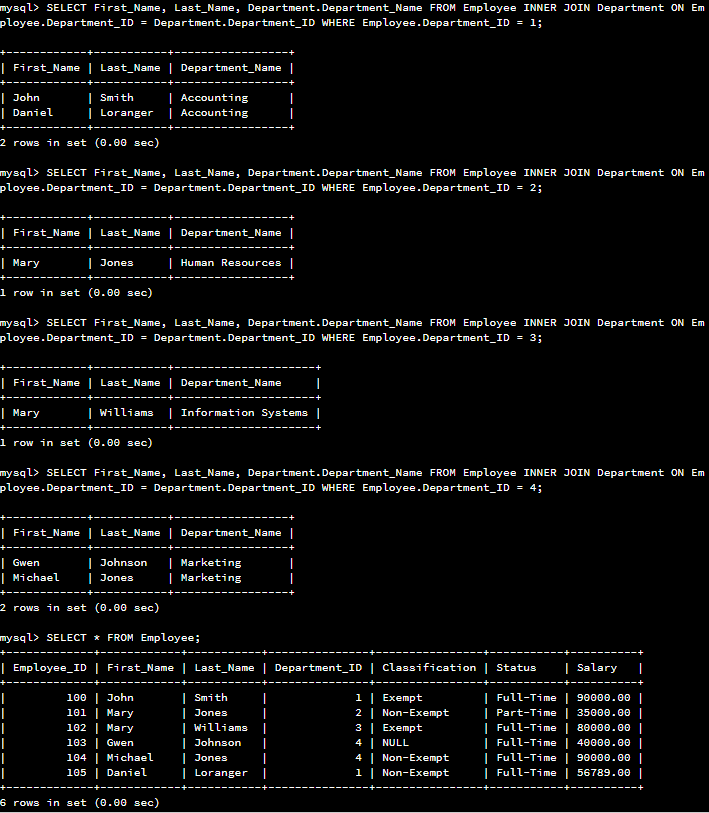 mysql> SELECT First_Name, Last_Name, Department.Department_Name FROM Employee INNER JOIN Department ON Em
ployee.Department_ID = Department.Department_ID WHERE Employee.Department_ID = 1;
+------------+-----------+-----------------+
| First_Name | Last_Name | Department_Name |
+------------+-----------+-----------------+
| John       | Smith     | Accounting      |
| Daniel     | Loranger  | Accounting      |
+------------+-----------+-----------------+
2 rows in set (0.00 sec)
mysql> SELECT First_Name, Last_Name, Department.Department_Name FROM Employee INNER JOIN Department ON Em
ployee.Department_ID = Department.Department_ID WHERE Employee.Department_ID = 2;
+------------+-----------+-----------------+
| First_Name | Last_Name | Department_Name |
+------------+-----------+-----------------+
| Mary       | Jones     | Human Resources |
+------------+-----------+-----------------+
1 row in set (0.00 sec)
mysql> SELECT First_Name, Last_Name, Department.Department_Name FROM Employee INNER JOIN Department ON Em
ployee.Department_ID = Department.Department_ID WHERE Employee.Department_ID = 3;
+------------+-----------+---------------------+
| First_Name | Last_Name | Department_Name     |
+------------+-----------+---------------------+
| Mary       | Williams  | Information Systems |
+------------+-----------+---------------------+
1 row in set (0.00 sec)
mysql> SELECT First_Name, Last_Name, Department.Department_Name FROM Employee INNER JOIN Department ON Em
ployee.Department_ID = Department.Department_ID WHERE Employee.Department_ID = 4;
+------------+-----------+-----------------+
| First_Name | Last_Name | Department_Name |
+------------+-----------+-----------------+
| Gwen       | Johnson   | Marketing       |
| Michael    | Jones     | Marketing       |
+------------+-----------+-----------------+
2 rows in set (0.00 sec)
mysql> SELECT * FROM Employee;
+-------------+------------+-----------+---------------+----------------+-----------+----------+
| Employee_ID | First_Name | Last_Name | Department_ID | Classification | Status    | Salary   |
+-------------+------------+-----------+---------------+----------------+-----------+----------+
|         100 | John       | Smith     |             1 | Exempt         | Full-Time | 90000.00 |
|         101 | Mary       | Jones     |             2 | Non-Exempt     | Part-Time | 35000.00 |
|         102 | Mary       | Williams  |             3 | Exempt         | Full-Time | 80000.00 |
|         103 | Gwen       | Johnson   |             4 | NULL           | Full-Time | 40000.00 |
|         104 | Michael    | Jones     |             4 | Non-Exempt     | Full-Time | 90000.00 |
|         105 | Daniel     | Loranger  |             1 | Non-Exempt     | Full-Time | 56789.00 |
+-------------+------------+-----------+---------------+----------------+-----------+----------+
6 rows in set (0.00 sec)